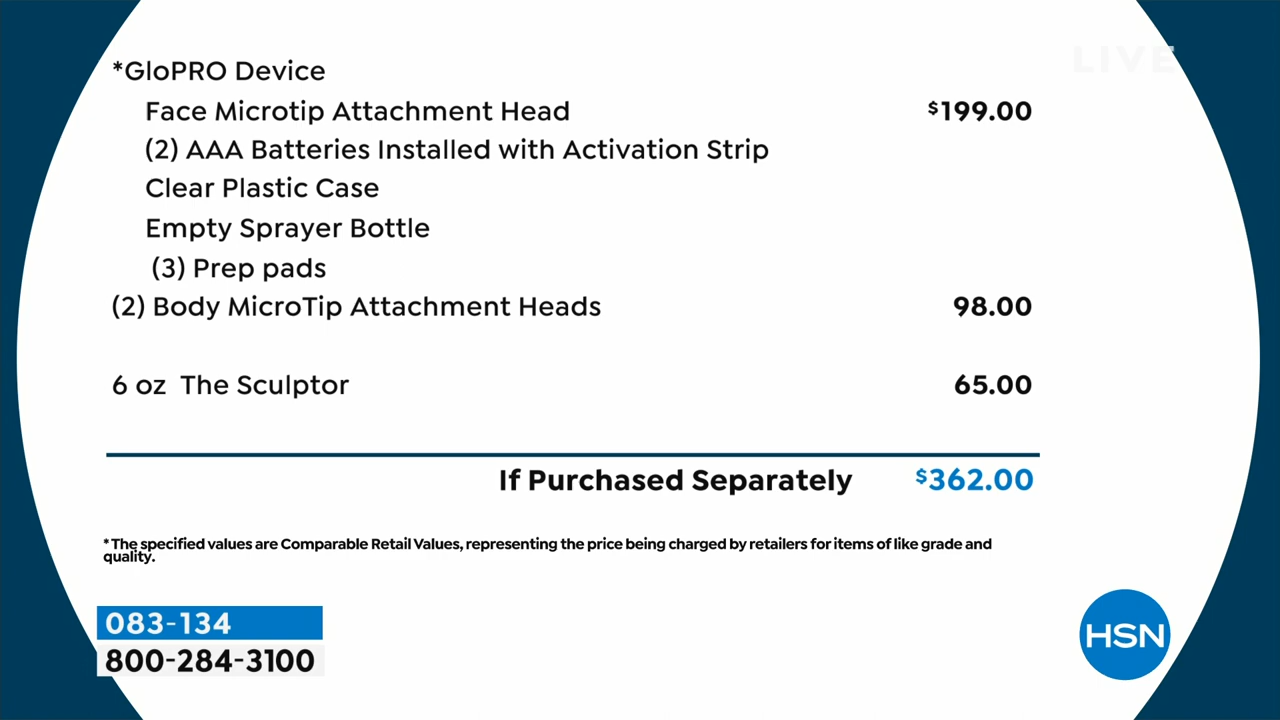 LIVE
*GloPRO Device
Face Microtip Attachment Head $199.00
(2) AAA Batteries Installed with Activation Strip
Clear Plastic Case
Empty Sprayer Bottle
(3) Prep pads
(2) Body MicroTip Attachment Heads 98.00
6 oz The Sculptor 65.00
If Purchased Separately $362.00
*The specified values are Comparable Retail Values, representing the price being charged by retailers for items of like grade and
quality.
083-134
800-284-3100
HSN